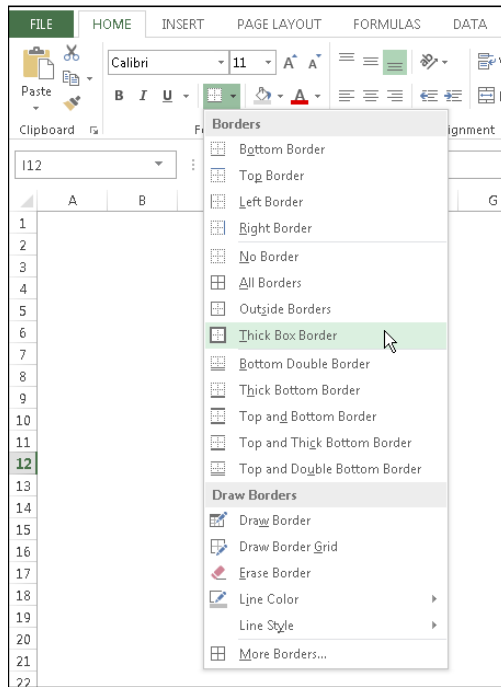 FILE HOME INSERT PAGE LAYOUT FORMULAS DATA
Calibri 11 A A
Paste
B I U A
Clipboard
Borders
I12
Bottom Border
Top Border
Left Border
Right Border
No Border
All Borders
Outside Borders
Thick Box Border
Bottom Double Border
Thick Bottom Border
Top and Bottom Border
Top and Thick Bottom Border
Top and Double Bottom Border
Draw Borders
Draw Border
Draw Border Grid
Erase Border
Line Color
Line Style
More Borders...
A B G
1
2
3
4
5
6
7
8
9
10
11
12
13
14
15
16
17
18
19
20
21
22